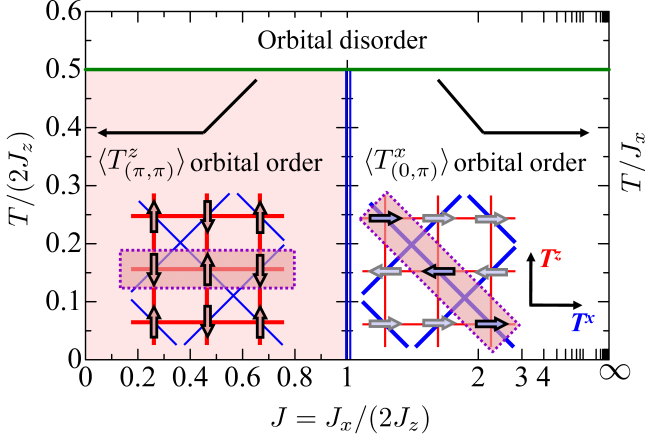 0.6
0.5
0.4
0.3
0.2
0.1
0
T/(2J_z)
Orbital disorder
⟨T^z_{(π,π)}⟩ orbital order
⟨T^x_{(0,π)}⟩ orbital order
T^z
T^x
T/J_x
0 0.2 0.4 0.6 0.8 1 2 3 4 ∞
J = J_x/(2J_z)